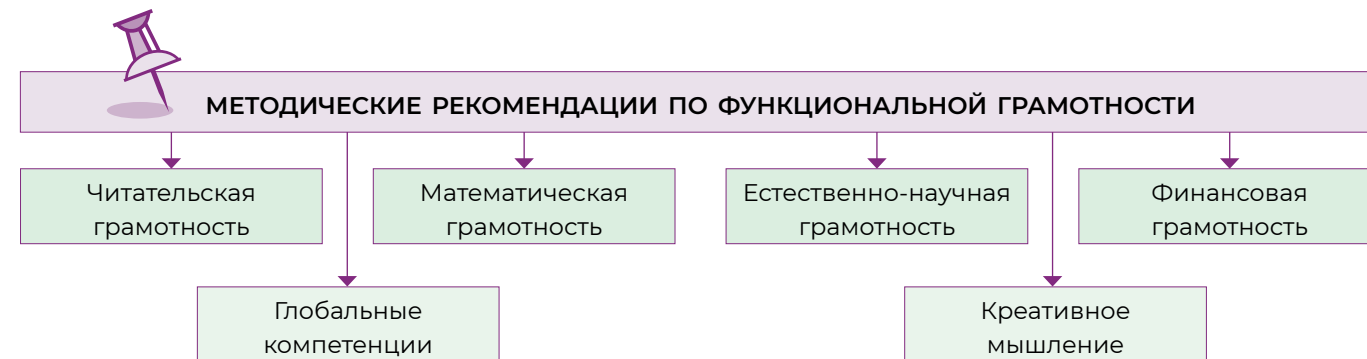 МЕТОДИЧЕСКИЕ РЕКОМЕНДАЦИИ ПО ФУНКЦИОНАЛЬНОЙ ГРАМОТНОСТИ
Читательская
грамотность
Математическая
грамотность
Естественно-научная
грамотность
Финансовая
грамотность
Глобальные
компетенции
Креативное
мышление